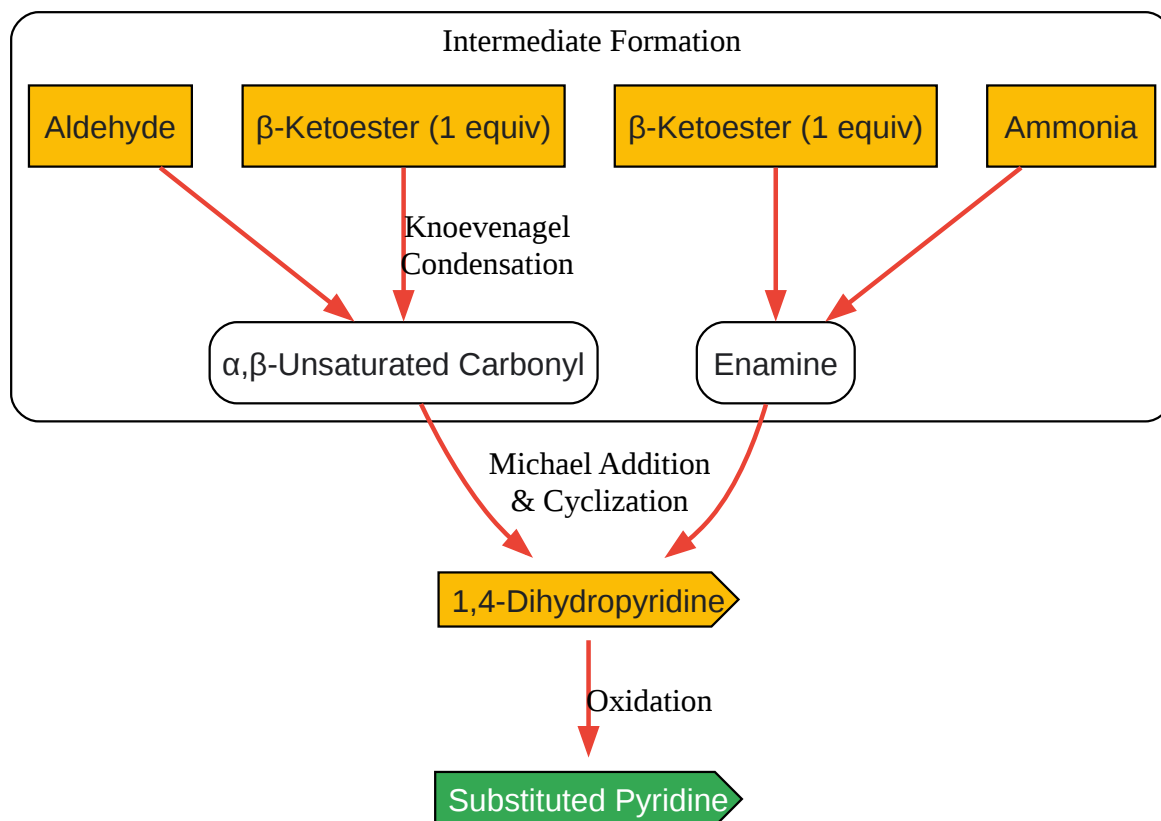 Intermediate Formation
Aldehyde
β-Ketoester (1 equiv)
β-Ketoester (1 equiv)
Ammonia
Knoevenagel
Condensation
α,β-Unsaturated Carbonyl
Enamine
Michael Addition
& Cyclization
1,4-Dihydropyridine
Oxidation
Substituted Pyridine